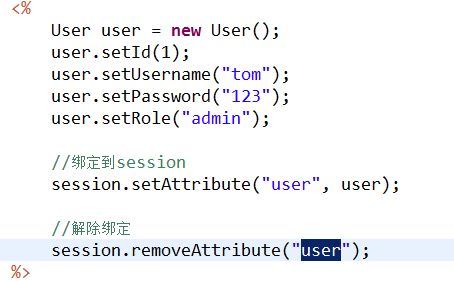 <%
User user = new User();
user.setId(1);
user.setUsername("tom");
user.setPassword("123");
user.setRole("admin");
//绑定到session
session.setAttribute("user", user);
//解除绑定
session.removeAttribute("user");
%>